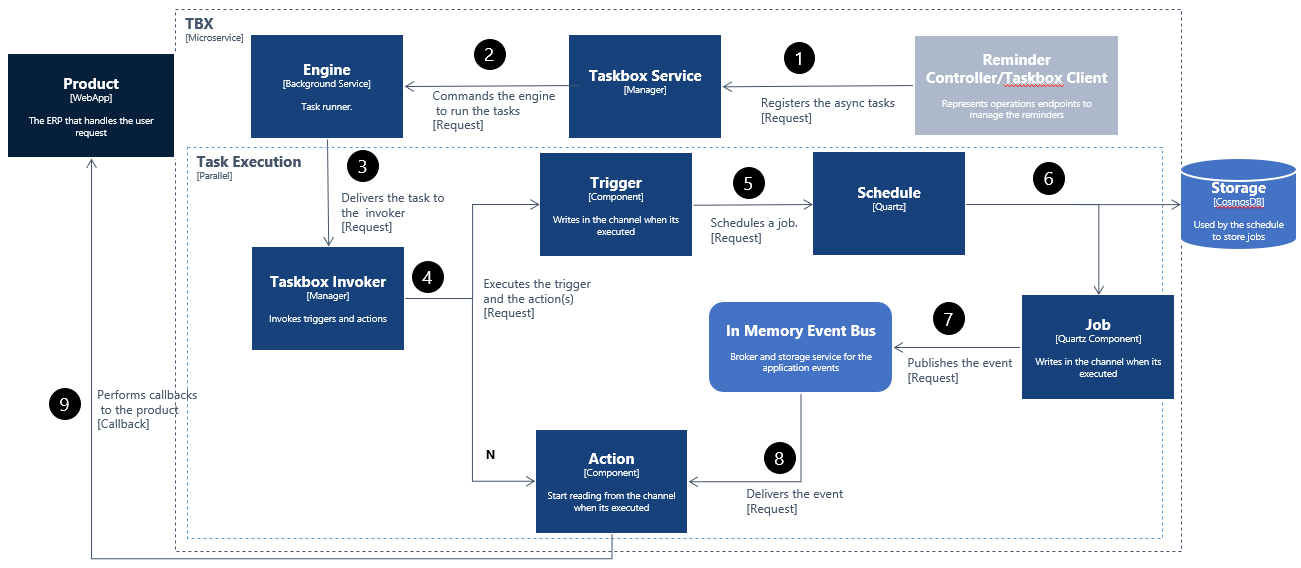 TBX
[Microservice]
Product
[WebApp]
The ERP that handles the user
request
Engine
[Background Service]
Task runner.
2
Commands the engine
to run the tasks
[Request]
Taskbox Service
[Manager]
1
Registers the async tasks
[Request]
Reminder
Controller/Taskbox Client
Represents operations endpoints to
manage the reminders
Task Execution
[Parallel]
3
Delivers the task to
the invoker
[Request]
Trigger
[Component]
Writes in the channel when its
executed
5
Schedules a job.
[Request]
Schedule
[Quartz]
6
Storage
[CosmosDB]
Used by the schedule
to store jobs
Taskbox Invoker
[Manager]
Invokes triggers and actions
4
Executes the trigger
and the action(s)
[Request]
In Memory Event Bus
Broker and storage service for the
application events
7
Publishes the event
[Request]
Job
[Quartz Component]
Writes in the channel when its
executed
9
Performs callbacks
to the product
[Callback]
N
Action
[Component]
Start reading from the channel
when its executed
8
Delivers the event
[Request]